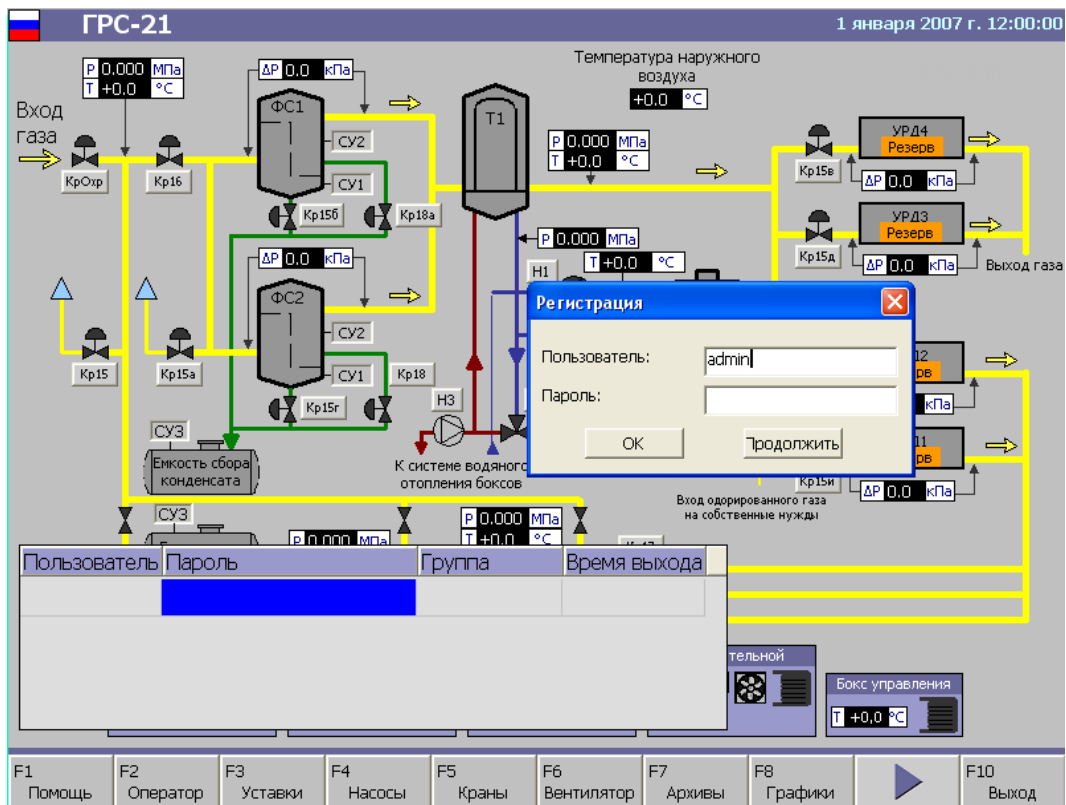 ГРС-21
1 января 2007 г. 12:00:00
P 0.000 МПа
T +0.0 °C
ΔP 0.0 кПа
Температура наружного
воздуха
+0.0 °C
Вход
газа
ФС1
T1
СУ2
СУ1
P 0.000 МПа
T +0.0 °C
УРД4
Резерв
КрОхр
Кр16
Кр15б
Кр18а
Кр15в
ΔP 0.0 кПа
УРД3
Резерв
ΔP 0.0 кПа
P 0.000 МПа
T +0.0 °C
Кр15д
ΔP 0.0 кПа
Выход газа
Н1
ФС2
СУ2
СУ1
Регистрация
Пользователь:
admin
Пароль:
OK
Продолжить
Кр15
Кр15а
Кр15г
Кр18
Н3
кПа
СУ3
Емкость сбора
конденсата
К системе водяного
отопления боксов
Кр15и
ΔP 0.0 кПа
Вход одорированного газа
на собственные нужды
СУ3
P 0.000 МПа
P 0.000 МПа
T +0.0 °C
Пользователь
Пароль
Группа
Время выхода
Бокс управления
T +0,0 °C
F1
Помощь
F2
Оператор
F3
Уставки
F4
Насосы
F5
Краны
F6
Вентилятор
F7
Архивы
F8
Графики
F10
Выход